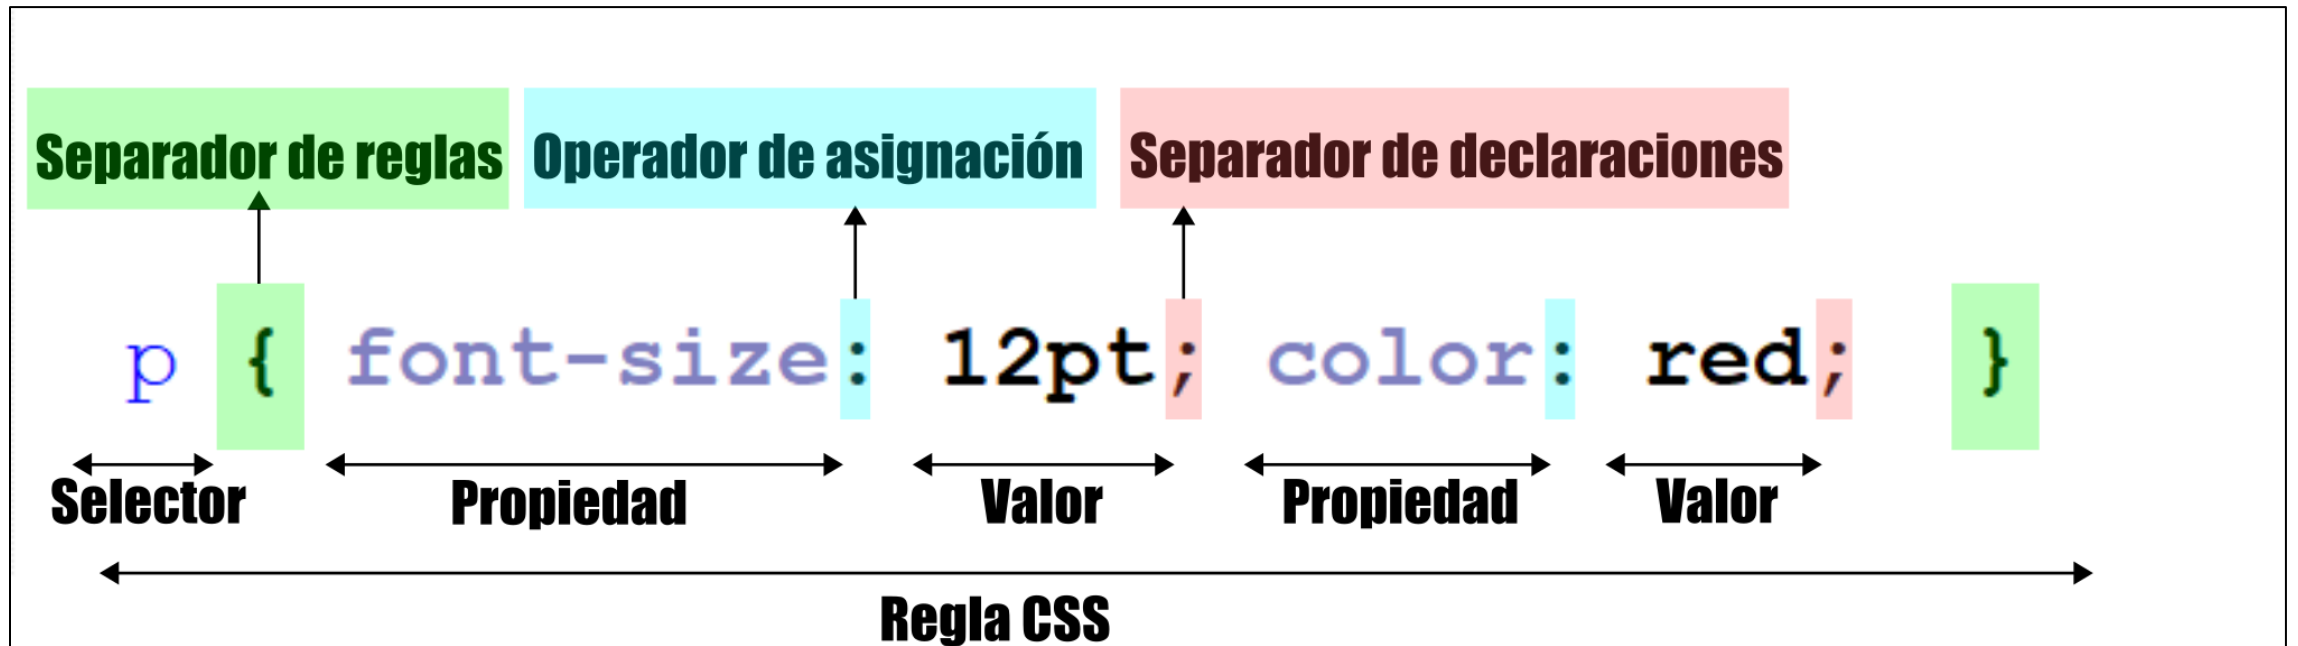 Separador de reglas Operador de asignación Separador de declaraciones
p { font-size: 12pt; color: red; }
Selector Propiedad Valor Propiedad Valor
Regla CSS